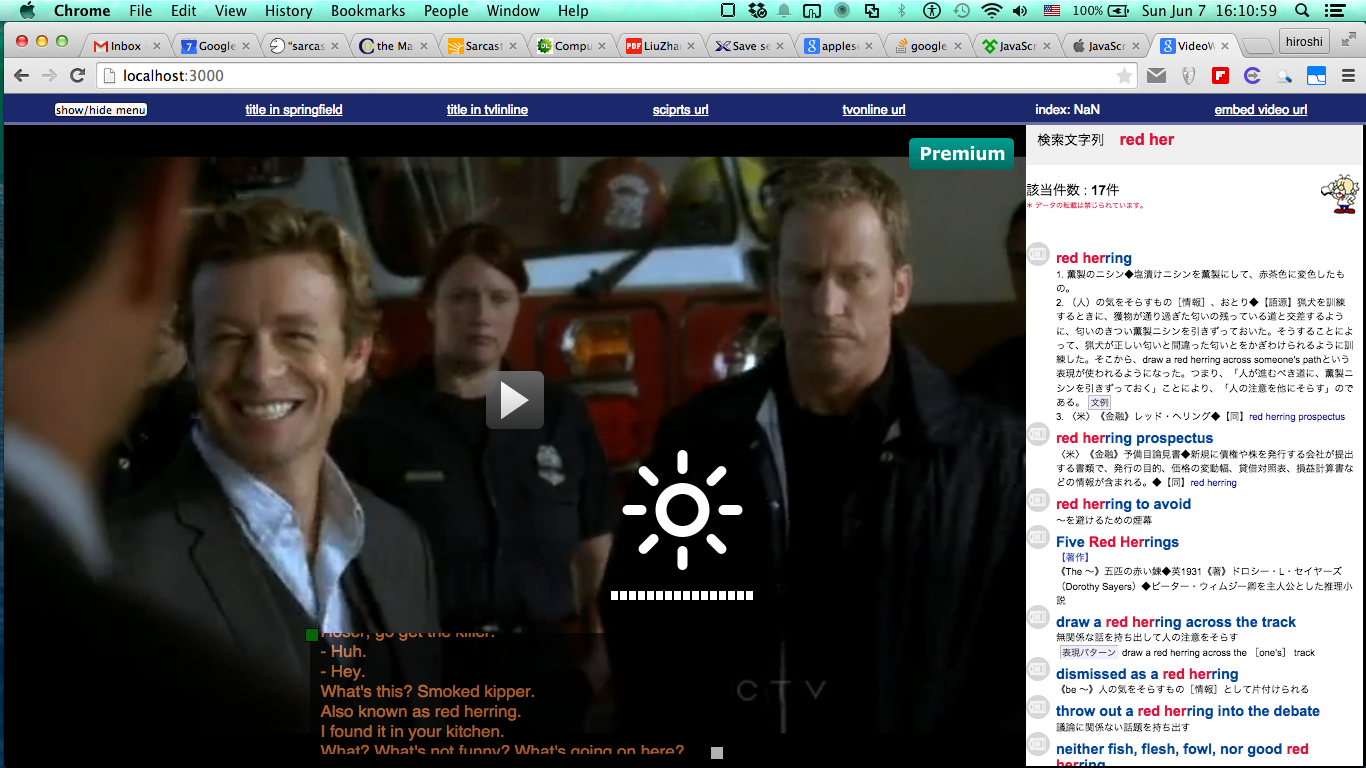 Chrome File Edit View History Bookmarks People Window Help 100% Sun Jun 7 16:10:59
Inbox Google "sarcas the Ma Sarcast Compu LiuZhar Save se applesc google JavaScr JavaScr VideoW hiroshi
localhost:3000
show/hide menu title in springfield title in tvlinline sciprts url tvonline url index: NaN embed video url
Premium
CTV
Hoser, go get the killer.
- Huh.
- Hey.
What's this? Smoked kipper.
Also known as red herring.
I found it in your kitchen.
What? What's not funny? What's going on here?
検索文字列 red her
該当件数 : 17件
＊ データの転載は禁じられています。
red herring
1. 薫製のニシン◆塩漬けニシンを薫製にして、赤茶色に変色したも
の。
2. （人）の気をそらすもの［情報］、おとり◆【語源】猟犬を訓練
するときに、獲物が通り過ぎた匂いの残っている道と交差するよう
に、匂いのきつい薫製ニシンを引きずっておいた。そうすることによ
って、猟犬が正しい匂いと間違った匂いとをかぎわけられるように訓
練した。そこから、draw a red herring across someone's pathという
表現が使われるようになった。つまり、「人が進むべき道に、薫製ニ
シンを引きずっておく」ことにより、「人の注意を他にそらす」ので
ある。 文例
3. 〈米〉《金融》レッド・ヘリング◆【同】red herring prospectus
red herring prospectus
〈米〉《金融》予備目論見書◆新規に債権や株を発行する会社が提出
する書類で、発行の目的、価格の変動幅、貸借対照表、損益計算書な
どの情報が含まれる。◆【同】red herring
red herring to avoid
～を避けるための煙幕
Five Red Herrings
【著作】
《The ～》五匹の赤い鰊◆英1931《著》ドロシー・L・セイヤーズ
（Dorothy Sayers）◆ピーター・ウィムジー卿を主人公とした推理小
説
draw a red herring across the track
無関係な話を持ち出して人の注意をそらす
表現パターン draw a red herring across the ［one's］ track
dismissed as a red herring
《be ～》人の気をそらすもの［情報］として片付けられる
throw out a red herring into the debate
議論に関係ない話題を持ち出す
neither fish, flesh, fowl, nor good red
herring